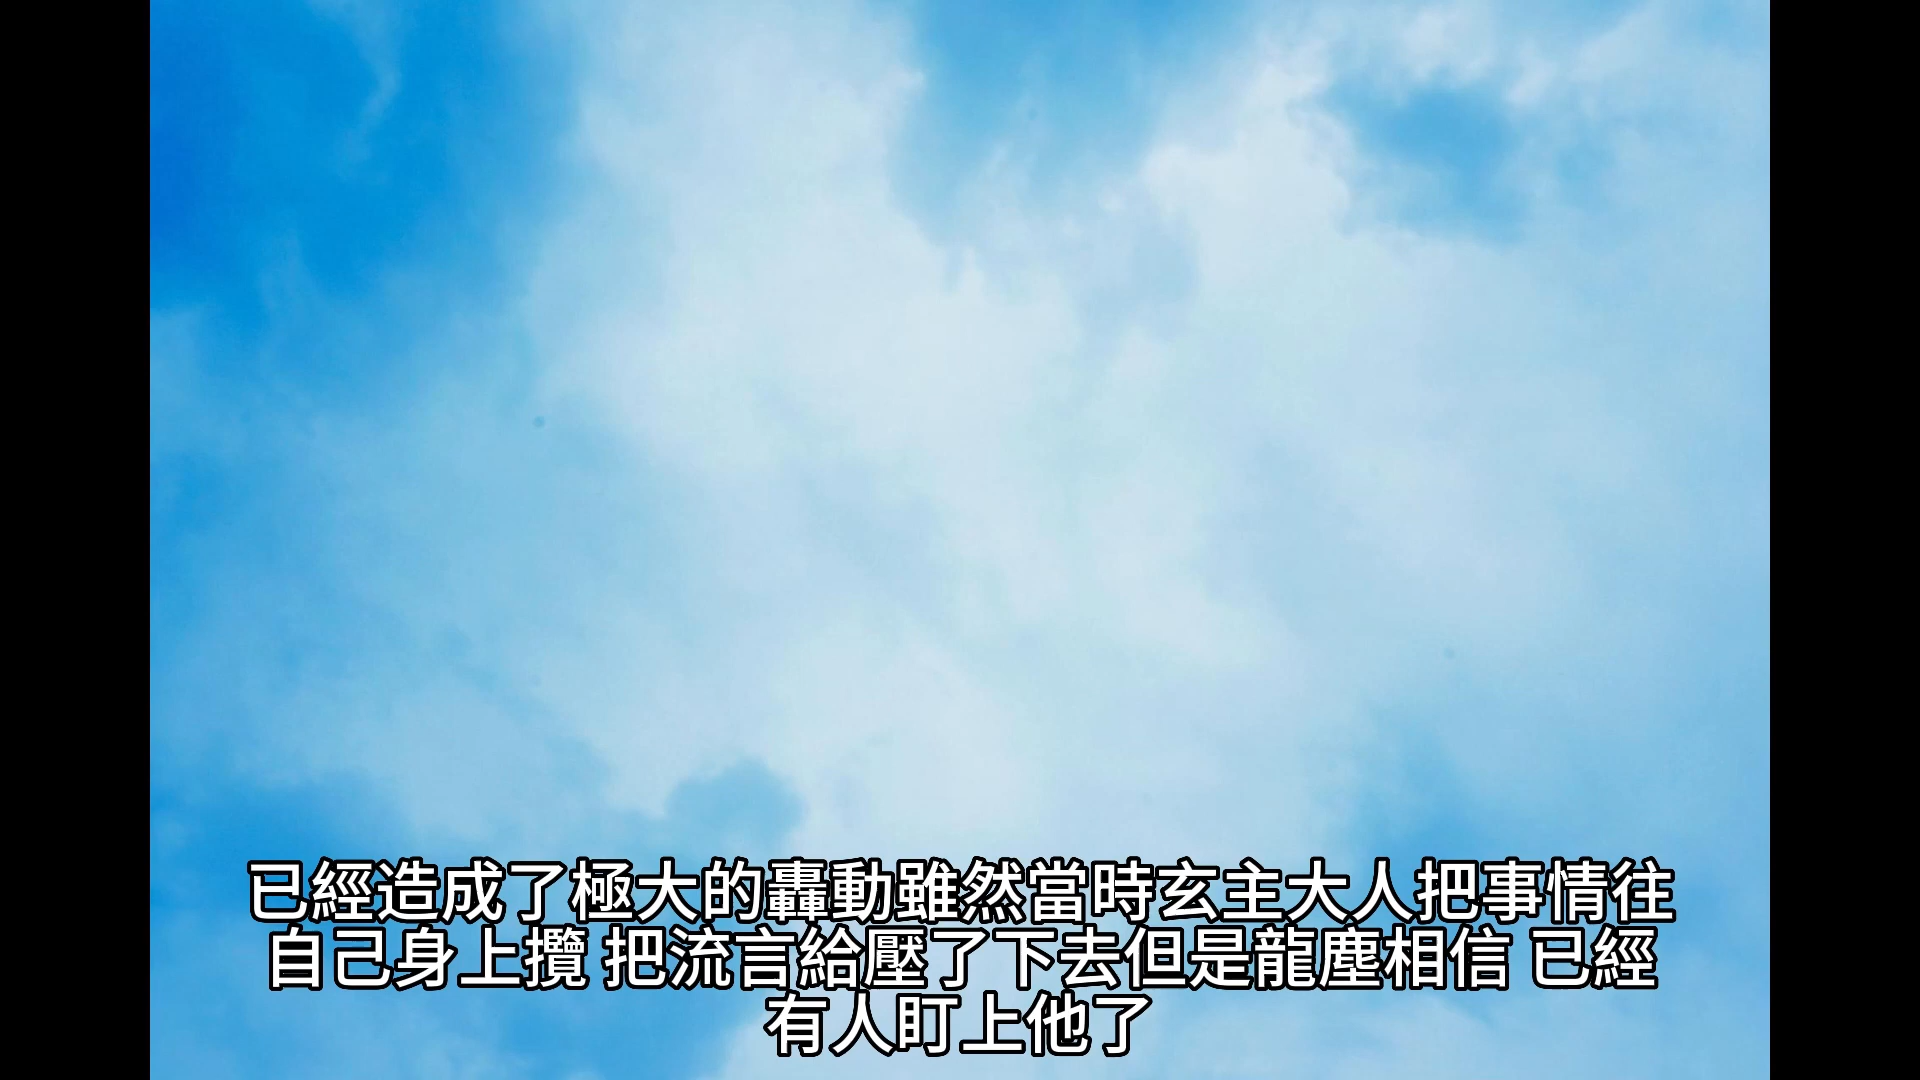 已經造成了極大的轟動雖然當時玄主大人把事情往
自己身上攬 把流言給壓了下去但是龍塵相信 已經
有人盯上他了